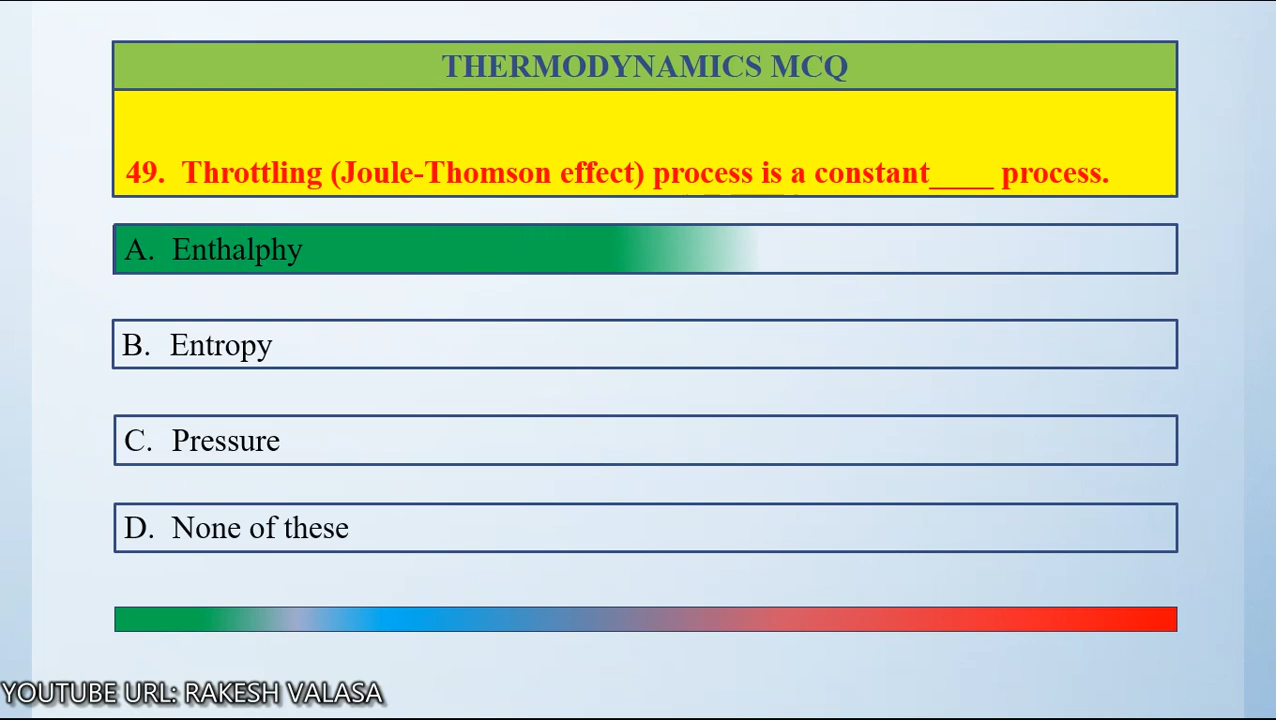 THERMODYNAMICS MCQ
49. Throttling (Joule-Thomson effect) process is a constant____ process.
A. Enthalphy
B. Entropy
C. Pressure
D. None of these
YOUTUBE URL: RAKESH VALASA